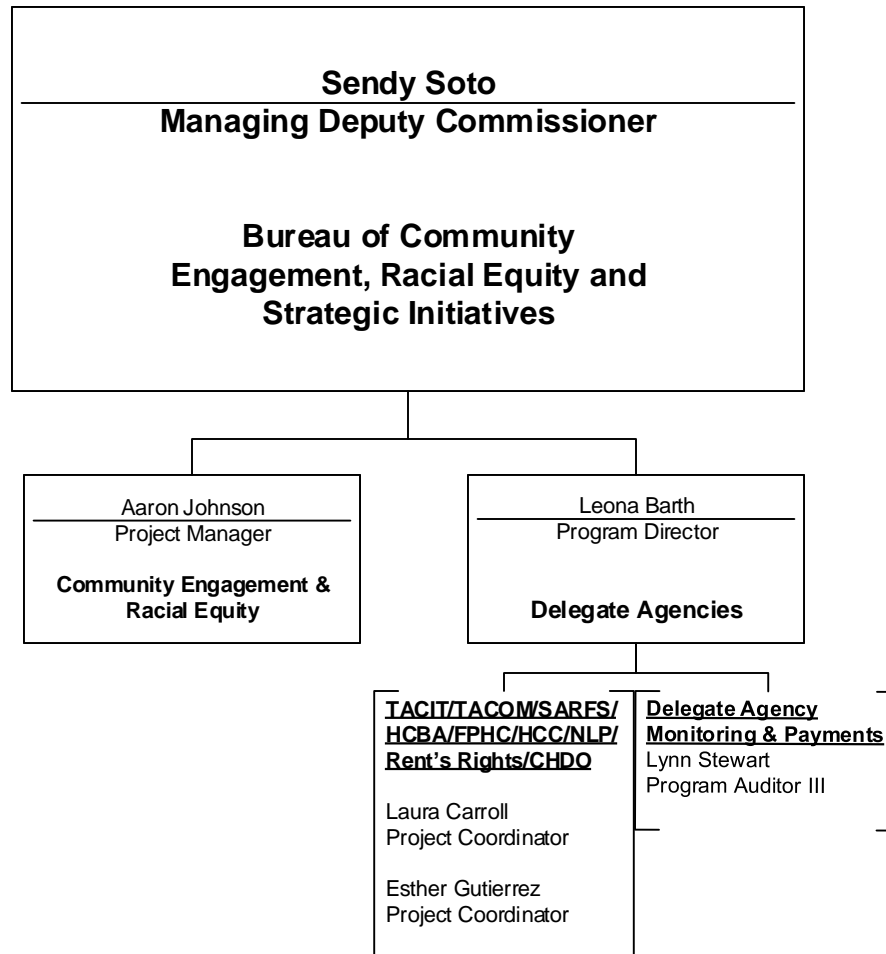 Sendy Soto
Managing Deputy Commissioner
Bureau of Community
Engagement, Racial Equity and
Strategic Initiatives
Aaron Johnson
Project Manager
Community Engagement &
Racial Equity
Leona Barth
Program Director
Delegate Agencies
TACIT/TACOM/SARFS/
HCBA/FPHC/HCC/NLP/
Rent's Rights/CHDO
Laura Carroll
Project Coordinator
Esther Gutierrez
Project Coordinator
Delegate Agency
Monitoring & Payments
Lynn Stewart
Program Auditor III